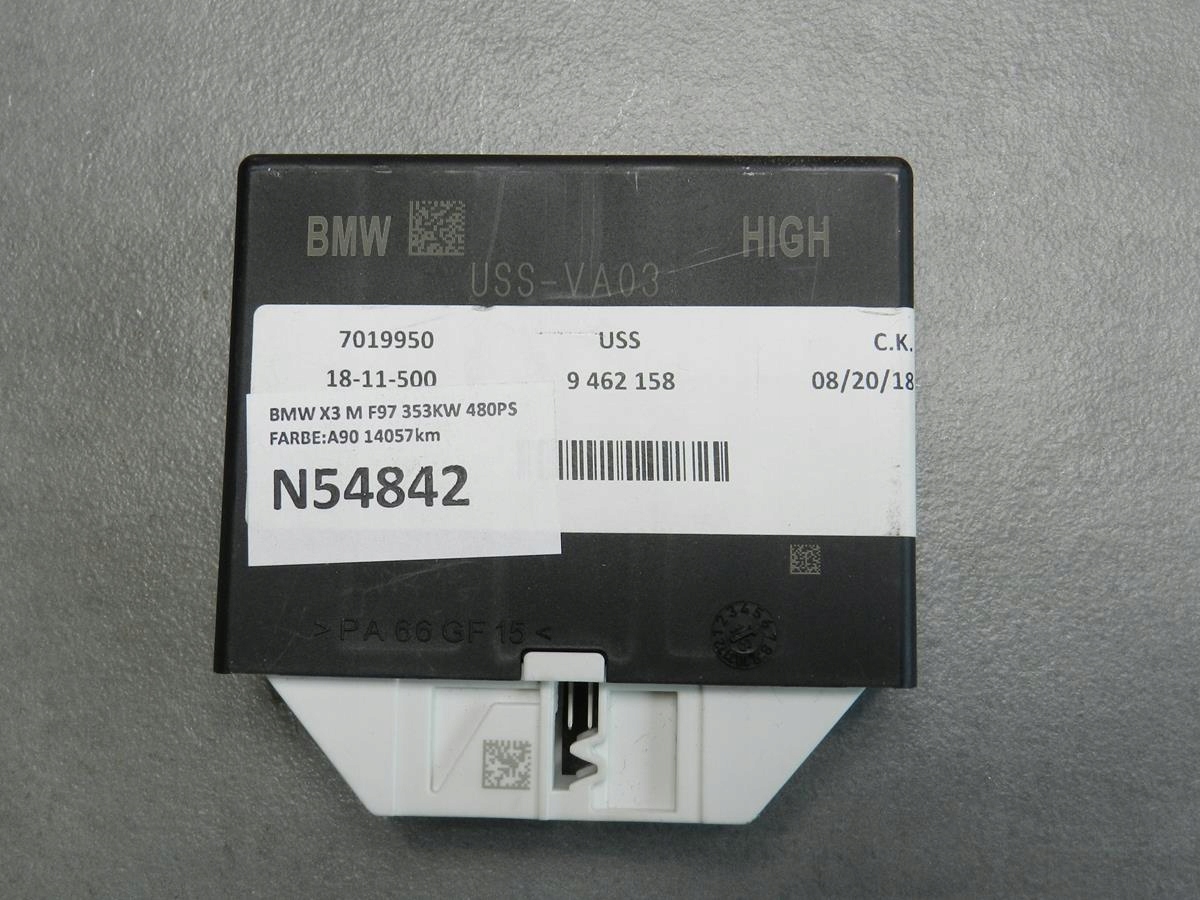 BMW HIGH
USS-VA03
7019950 USS C.K.
18-11-500 9 462 158 08/20/18
BMW X3 M F97 353KW 480PS
FARBE:A90 14057km
N54842
>PA 66 GF 15<